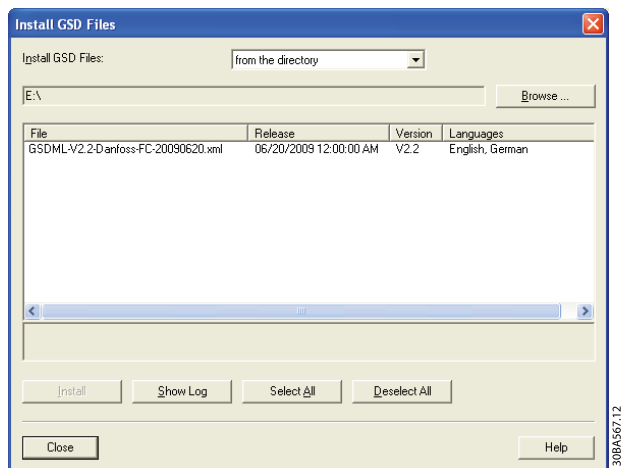 Install GSD Files
Install GSD Files:
from the directory
E:\
Browse ...
File Release Version Languages
GSDML-V2.2-Danfoss-FC-20090620.xml 06/20/2009 12:00:00 AM V2.2 English, German
Install Show Log Select All Deselect All
Close Help
30BA567.12